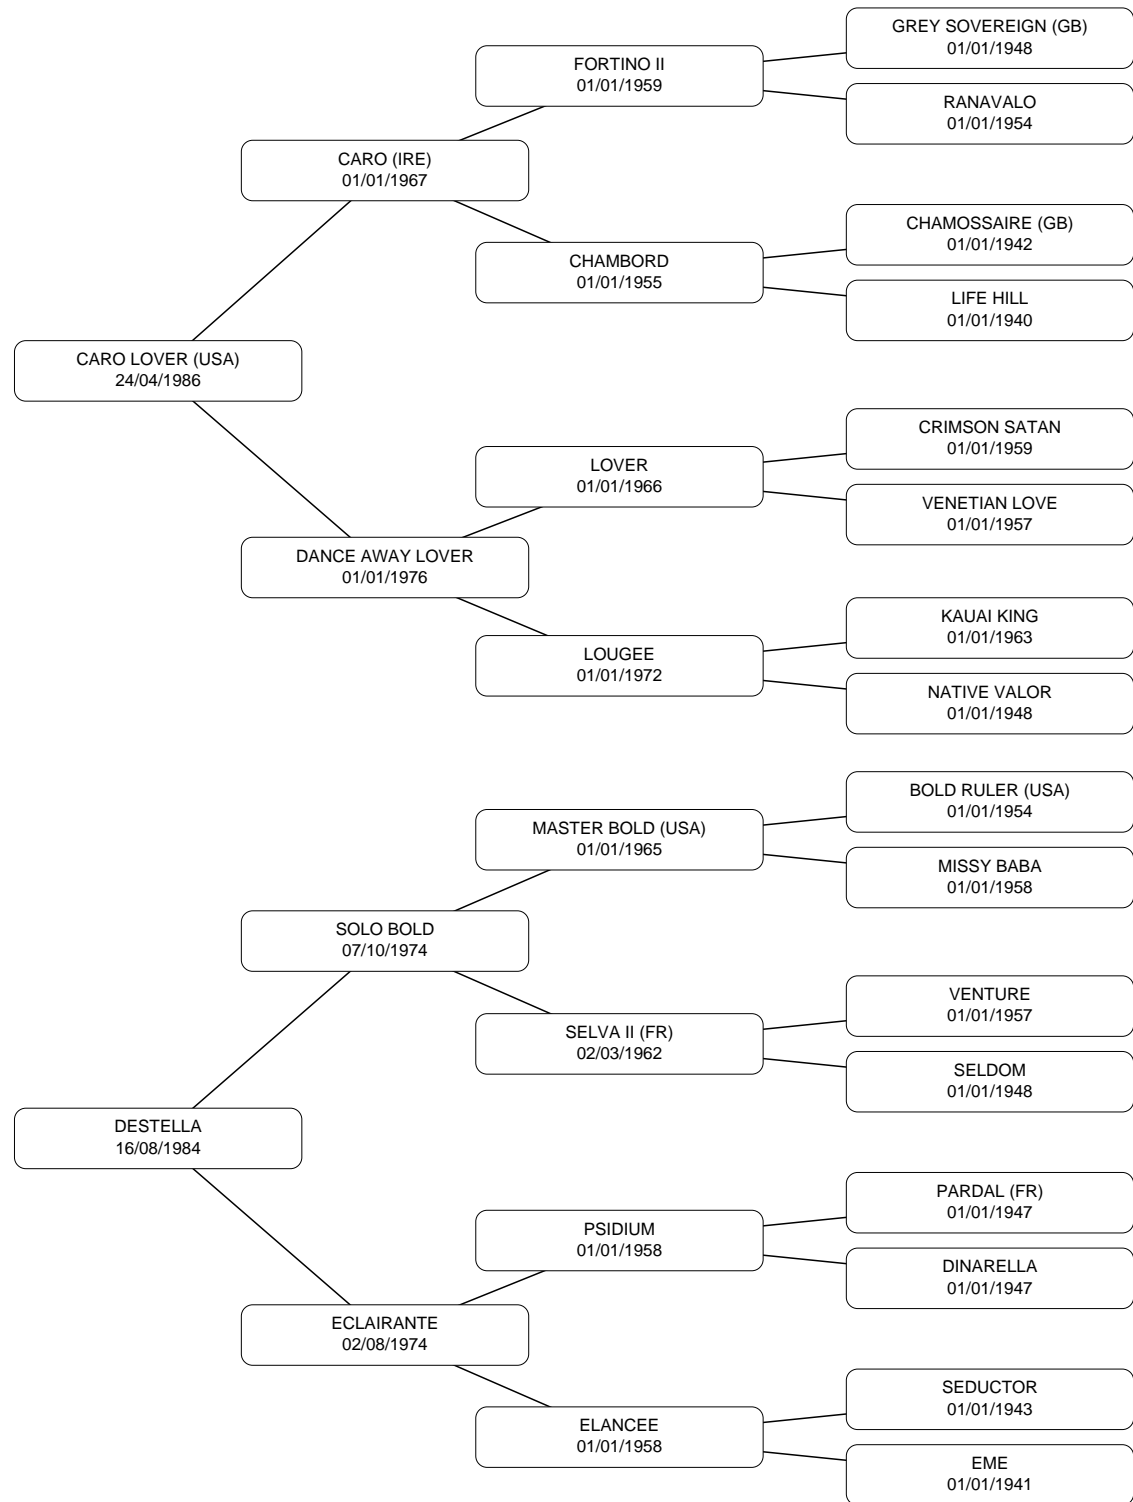 GREY SOVEREIGN (GB)
01/01/1948
FORTINO II
01/01/1959
RANAVALO
01/01/1954
CARO (IRE)
01/01/1967
CHAMOSSAIRE (GB)
01/01/1942
CHAMBORD
01/01/1955
LIFE HILL
01/01/1940
CARO LOVER (USA)
24/04/1986
CRIMSON SATAN
01/01/1959
LOVER
01/01/1966
VENETIAN LOVE
01/01/1957
DANCE AWAY LOVER
01/01/1976
KAUAI KING
01/01/1963
LOUGEE
01/01/1972
NATIVE VALOR
01/01/1948
BOLD RULER (USA)
01/01/1954
MASTER BOLD (USA)
01/01/1965
MISSY BABA
01/01/1958
SOLO BOLD
07/10/1974
VENTURE
01/01/1957
SELVA II (FR)
02/03/1962
SELDOM
01/01/1948
DESTELLA
16/08/1984
PARDAL (FR)
01/01/1947
PSIDIUM
01/01/1958
DINARELLA
01/01/1947
ECLAIRANTE
02/08/1974
SEDUCTOR
01/01/1943
ELANCEE
01/01/1958
EME
01/01/1941